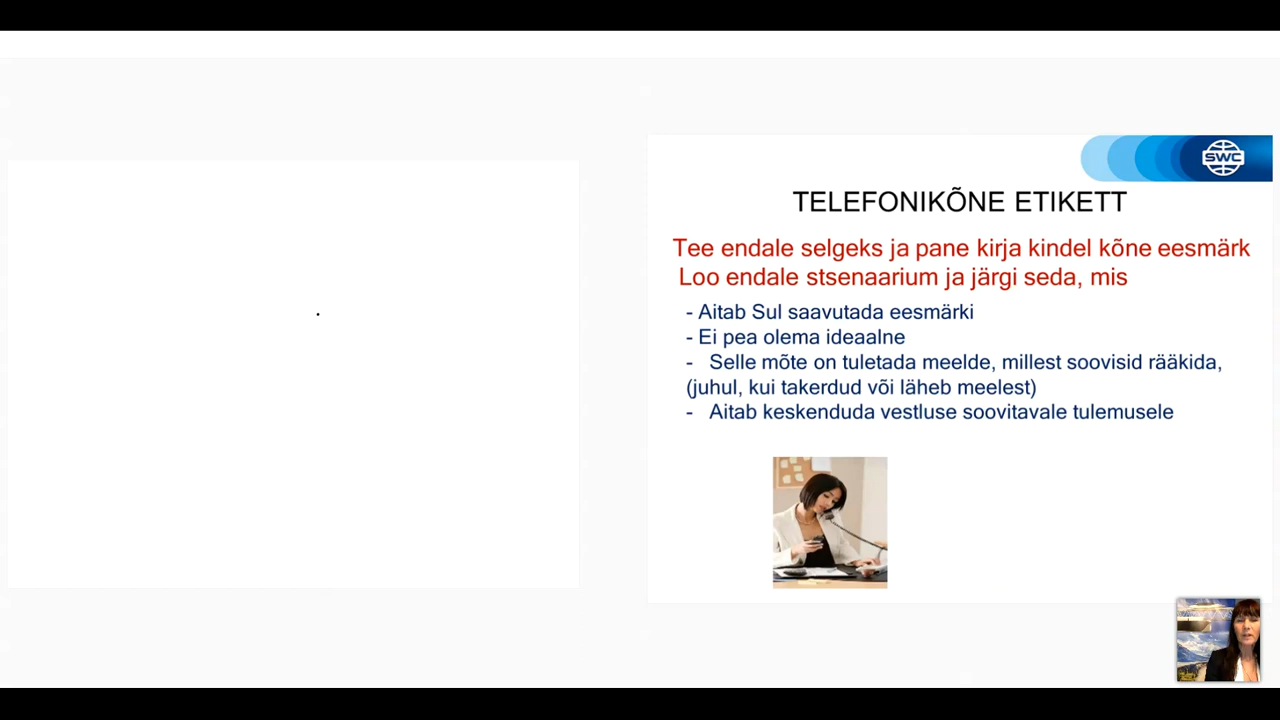 SWC
TELEFONIKÕNE ETIKETT
Tee endale selgeks ja pane kirja kindel kõne eesmärk
Loo endale stsenaarium ja järgi seda, mis
- Aitab Sul saavutada eesmärki
- Ei pea olema ideaalne
- Selle mõte on tuletada meelde, millest soovisid rääkida,
(juhul, kui takerdud või läheb meelest)
- Aitab keskenduda vestluse soovitavale tulemusele